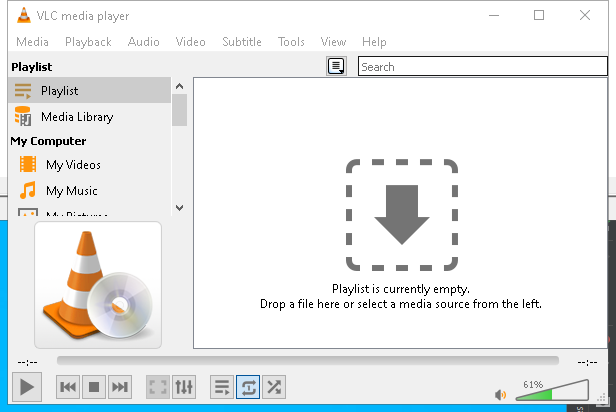 VLC media player
Media Playback Audio Video Subtitle Tools View Help
Playlist
Search
Playlist
Media Library
My Computer
My Videos
My Music
My Pictures
Playlist is currently empty.
Drop a file here or select a media source from the left.
--:-- --:--
61%